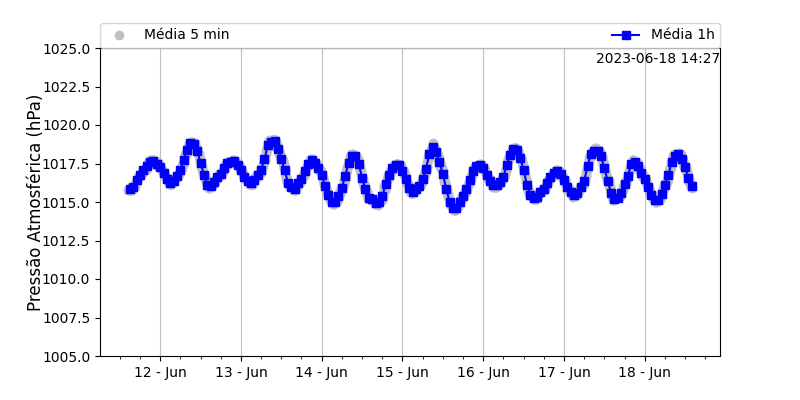 Média 5 min
Média 1h
2023-06-18 14:27
Pressão Atmosférica (hPa)
1025.0
1022.5
1020.0
1017.5
1015.0
1012.5
1010.0
1007.5
1005.0
12 - Jun
13 - Jun
14 - Jun
15 - Jun
16 - Jun
17 - Jun
18 - Jun